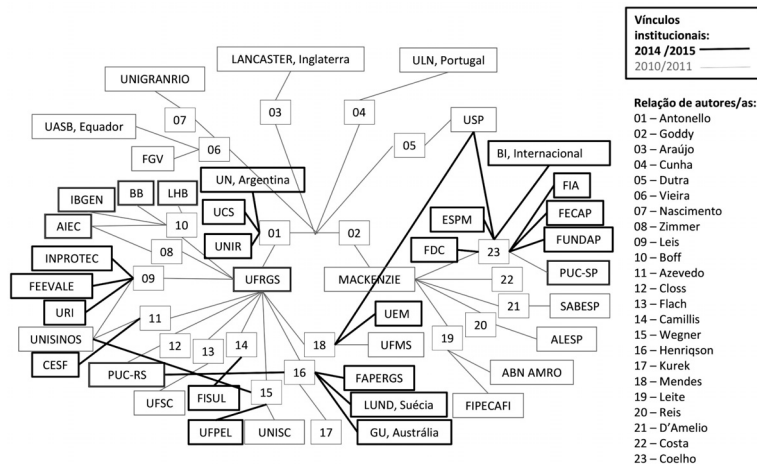 Vínculos
institucionais:
2014 /2015
2010/2011
LANCASTER, Inglaterra
ULN, Portugal
UNIGRANRIO
03
04
07
USP
UASB, Equador
06
05
FGV
BI, Internacional
UN, Argentina
FIA
IBGEN
BB
LHB
UCS
ESPM
FECAP
AIEC
10
01
02
FUNDAP
UNIR
FDC
23
08
INPROTEC
PUC-SP
09
UFRGS
MACKENZIE
22
FEEVALE
21
SABESP
URI
UEM
11
20
UNISINOS
18
UFMS
19
ALESP
12
13
14
CESF
PUC-RS
16
FAPERGS
ABN AMRO
15
UFSC
FISUL
LUND, Suécia
FIPECAFI
UFPEL
UNISC
17
GU, Austrália
Relação de autores/as:
01 – Antonello
02 – Goddy
03 – Araújo
04 – Cunha
05 – Dutra
06 – Vieira
07 – Nascimento
08 – Zimmer
09 – Leis
10 – Boff
11 – Azevedo
12 – Closs
13 – Flach
14 – Camillis
15 – Wegner
16 – Henriqson
17 – Kurek
18 – Mendes
19 – Leite
20 – Reis
21 – D’Amelio
22 – Costa
23 – Coelho